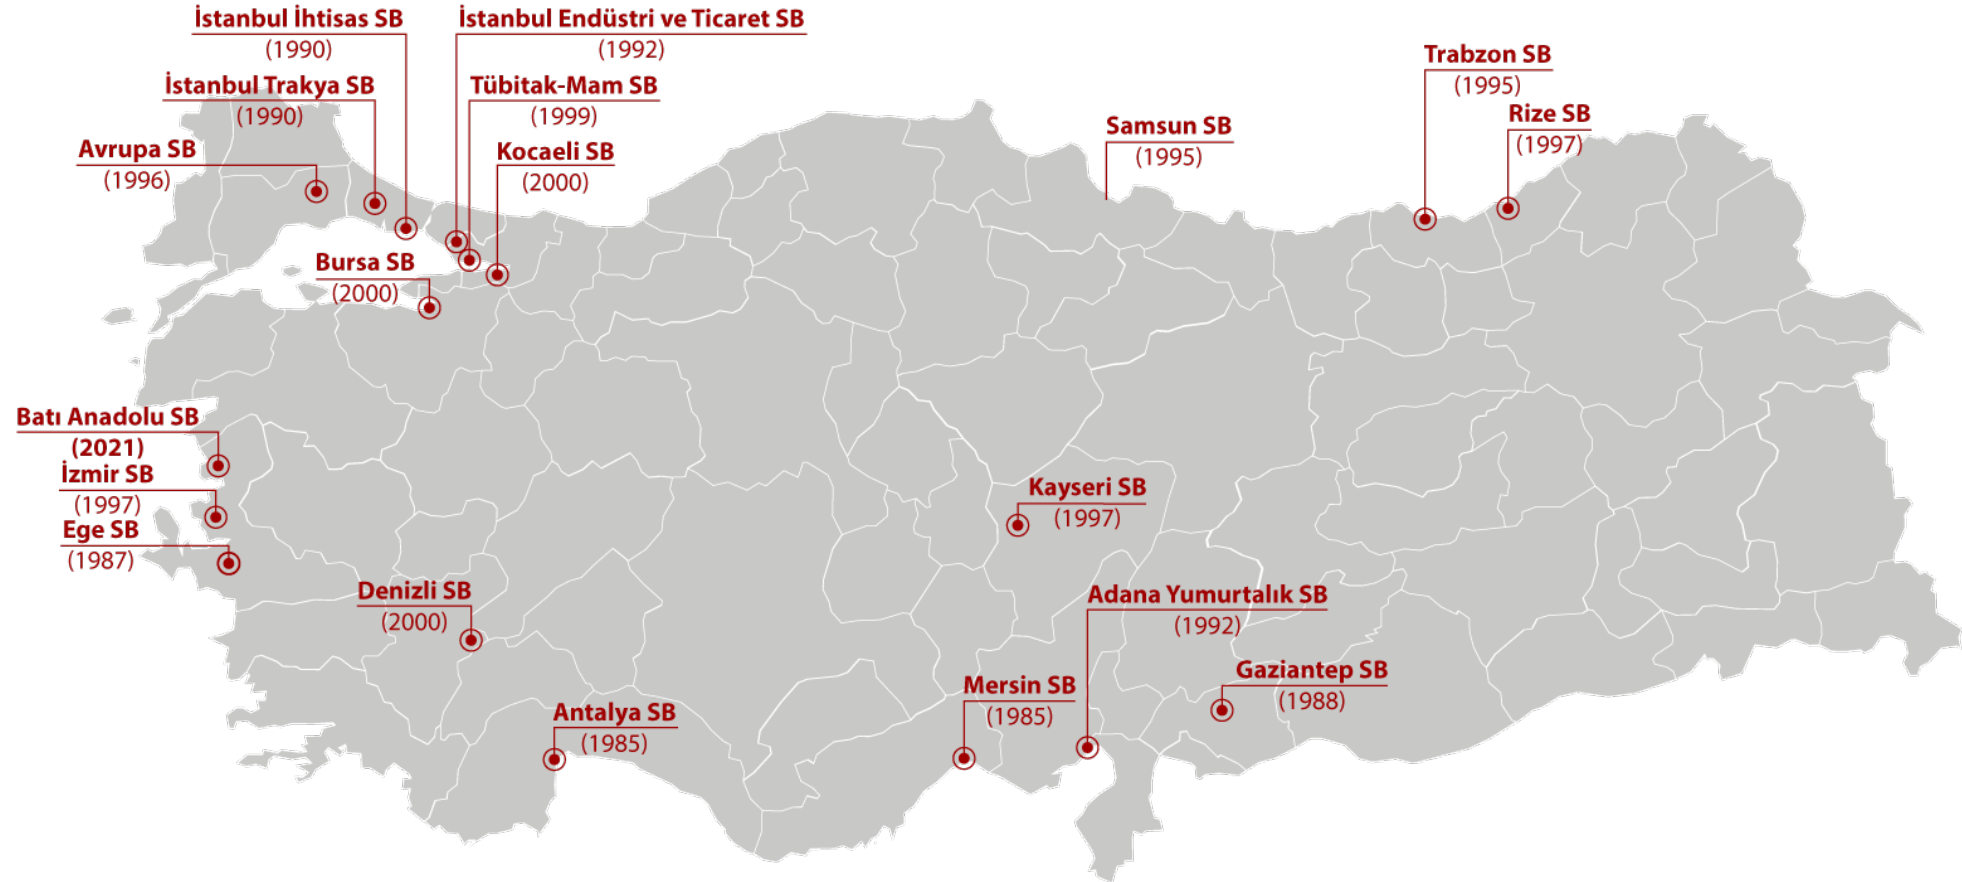 İstanbul İhtisas SB
(1990)
İstanbul Endüstri ve Ticaret SB
(1992)
İstanbul Trakya SB
(1990)
Tübitak-Mam SB
(1999)
Avrupa SB
(1996)
Kocaeli SB
(2000)
Samsun SB
(1995)
Trabzon SB
(1995)
Rize SB
(1997)
Bursa SB
(2000)
Batı Anadolu SB
(2021)
İzmir SB
(1997)
Ege SB
(1987)
Kayseri SB
(1997)
Denizli SB
(2000)
Adana Yumurtalık SB
(1992)
Gaziantep SB
(1988)
Mersin SB
(1985)
Antalya SB
(1985)